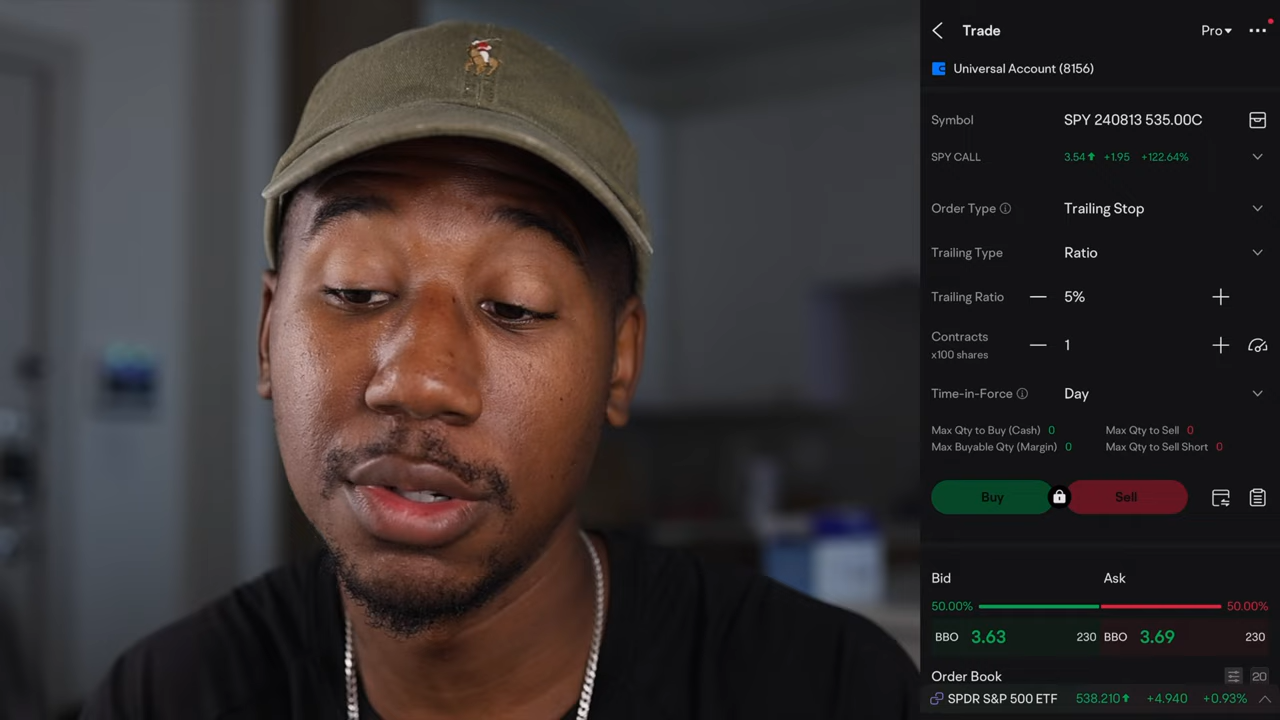 Trade Pro
Universal Account (8156)
Symbol SPY 240813 535.00C
SPY CALL 3.54 +1.95 +122.64%
Order Type Trailing Stop
Trailing Type Ratio
Trailing Ratio 5%
Contracts
x100 shares 1
Time-in-Force Day
Max Qty to Buy (Cash) 0 Max Qty to Sell 0
Max Buyable Qty (Margin) 0 Max Qty to Sell Short 0
Buy Sell
Bid Ask
50.00% 50.00%
BBO 3.63 230 BBO 3.69 230
Order Book 20
SPDR S&P 500 ETF 538.210 +4.940 +0.93%